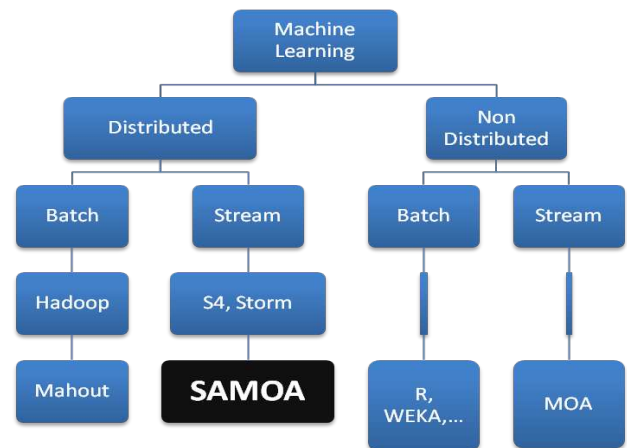 Machine
Learning
Distributed
Non
Distributed
Batch
Stream
Batch
Stream
Hadoop
S4, Storm
Mahout
SAMOA
R,
WEKA,...
MOA